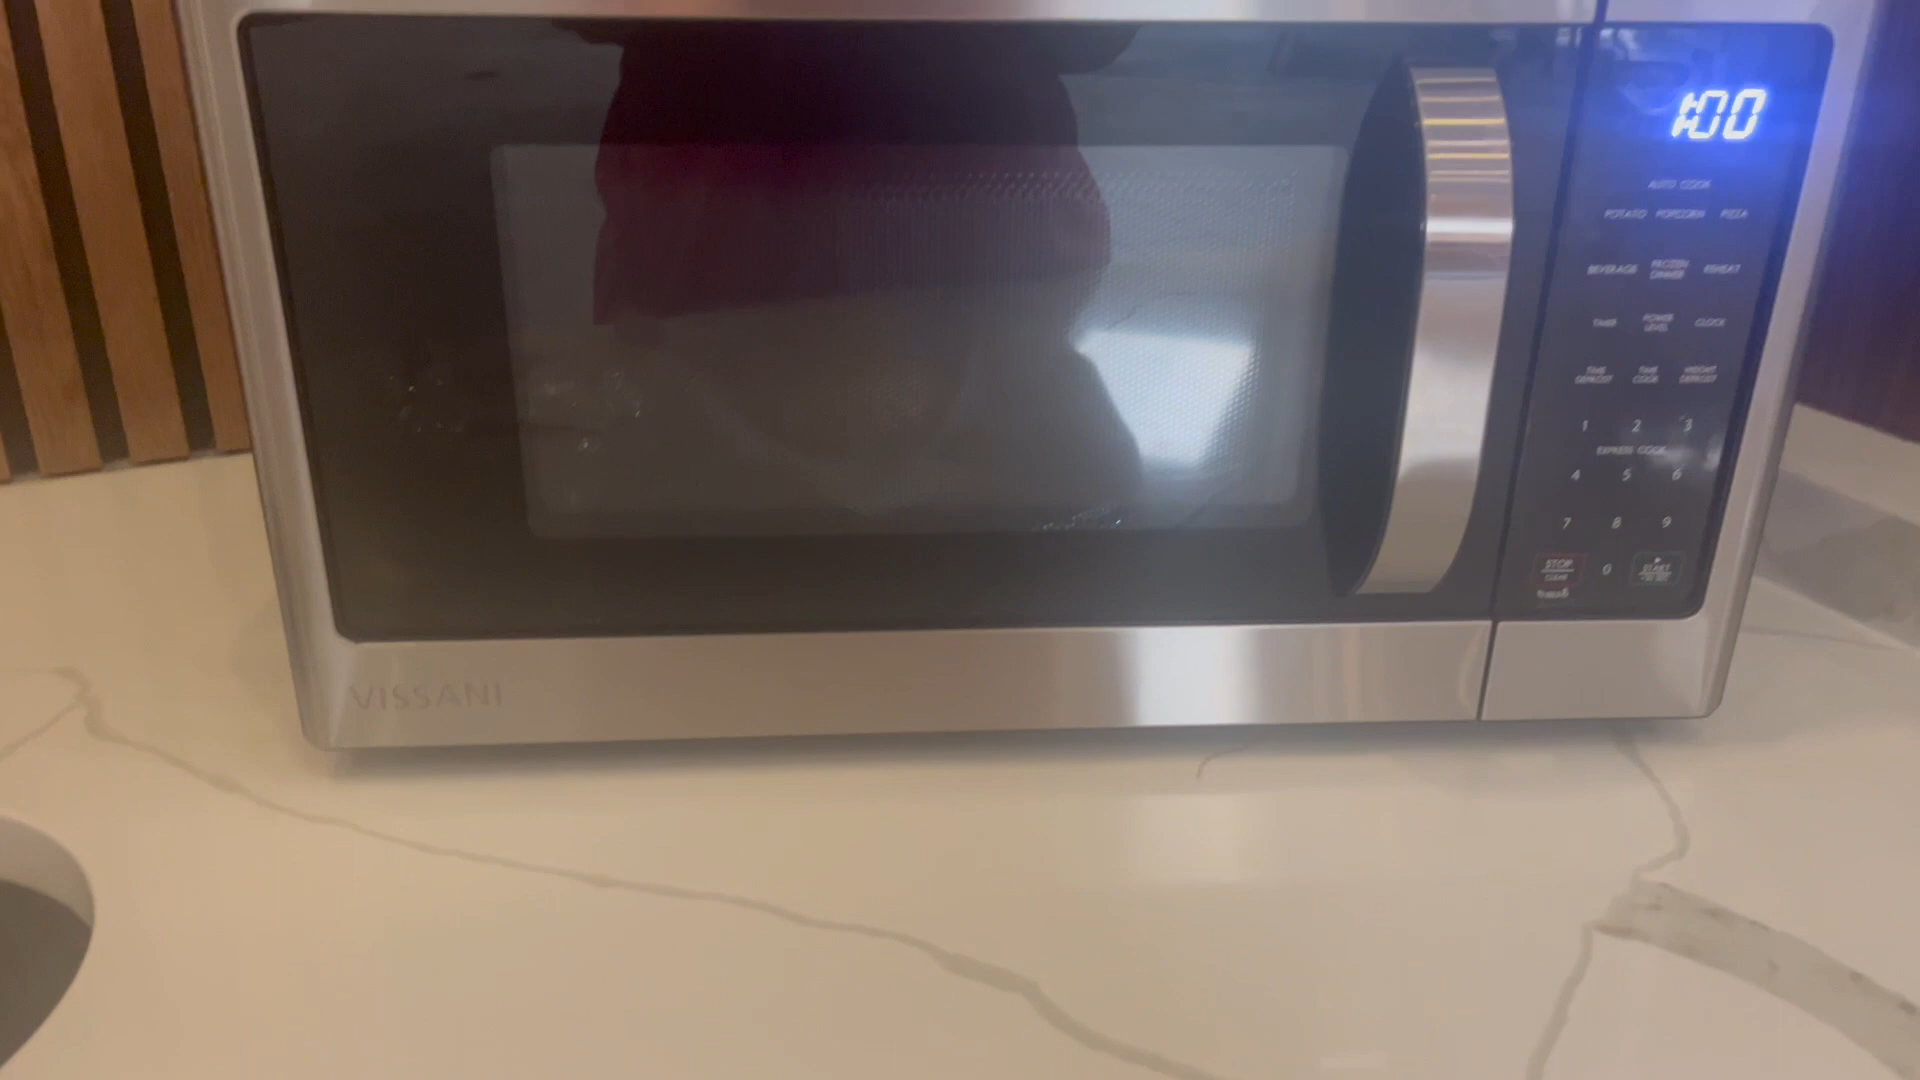 1:00
AUTO COOK
POTATO POPCORN PIZZA
BEVERAGE FROZEN DINNER REHEAT
TIMER POWER LEVEL CLOCK
TIME DEFROST TIME COOK WEIGHT DEFROST
1 2 3
EXPRESS COOK
4 5 6
7 8 9
STOP 0 START
VISSANI